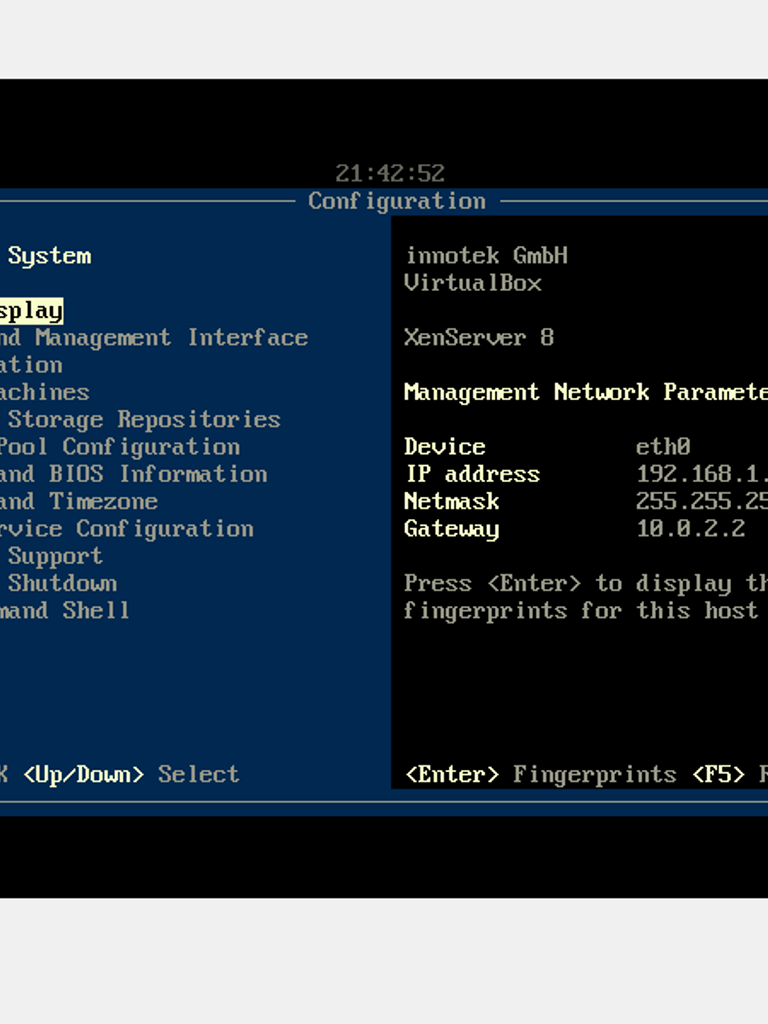 21:42:52
Configuration
System
splay
nd Management Interface
ation
achines
Storage Repositories
Pool Configuration
and BIOS Information
and Timezone
rvice Configuration
Support
Shutdown
mand Shell
K <Up/Down> Select
innotek GmbH
VirtualBox
XenServer 8
Management Network Paramete
Device eth0
IP address 192.168.1.
Netmask 255.255.25
Gateway 10.0.2.2
Press <Enter> to display th
fingerprints for this host
<Enter> Fingerprints <F5> R